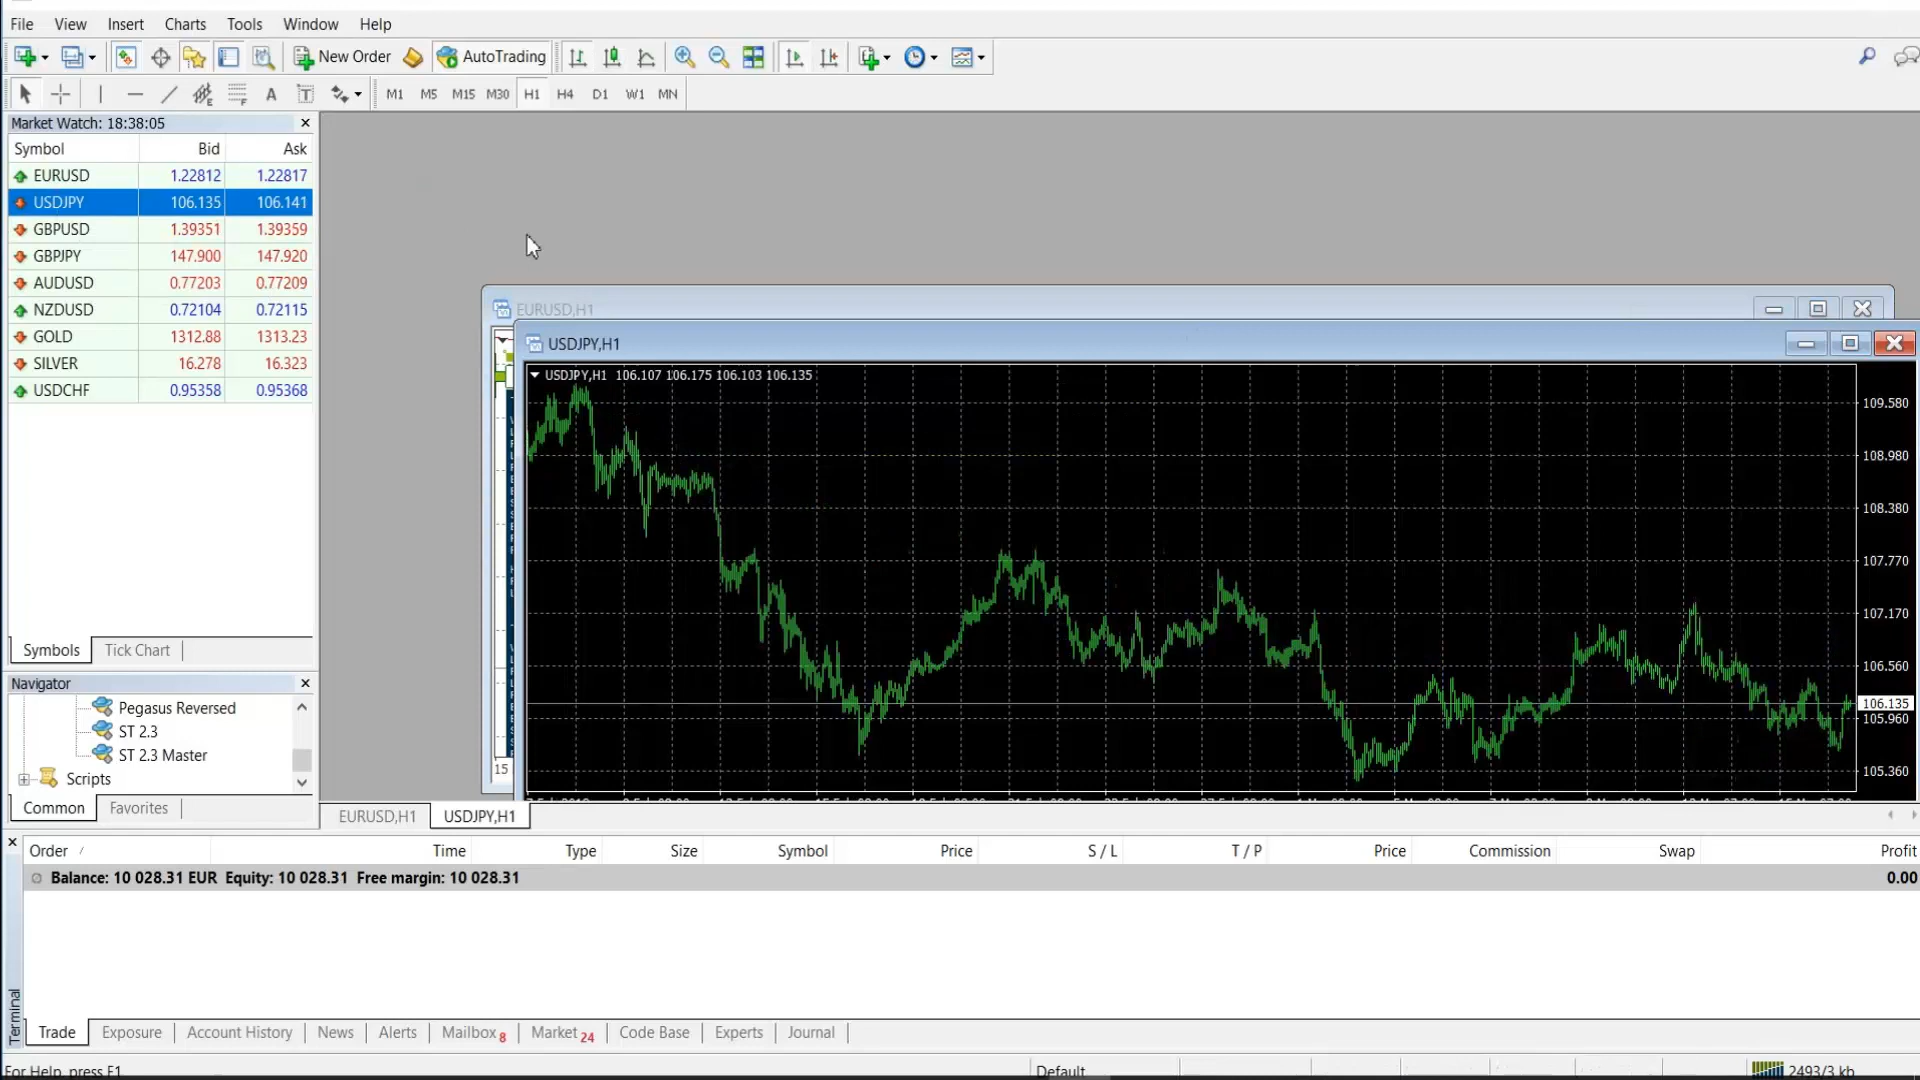 File View Insert Charts Tools Window Help
New Order AutoTrading
A T M1 M5 M15 M30 H1 H4 D1 W1 MN
Market Watch: 18:38:05
Symbol Bid Ask
EURUSD 1.22812 1.22817
USDJPY 106.135 106.141
GBPUSD 1.39351 1.39359
GBPJPY 147.900 147.920
AUDUSD 0.77203 0.77209
NZDUSD 0.72104 0.72115
GOLD 1312.88 1313.23
SILVER 16.278 16.323
USDCHF 0.95358 0.95368
Symbols Tick Chart
Navigator
Pegasus Reversed
ST 2.3
ST 2.3 Master
Scripts
Common Favorites
EURUSD,H1
USDJPY,H1
USDJPY,H1 106.107 106.175 106.103 106.135
109.580
108.980
108.380
107.770
107.170
106.560
106.135
105.960
105.360
15
EURUSD,H1 USDJPY,H1
Order / Time Type Size Symbol Price S / L T / P Price Commission Swap Profit
Balance: 10 028.31 EUR Equity: 10 028.31 Free margin: 10 028.31 0.00
Terminal
Trade Exposure Account History News Alerts Mailbox 8 Market 24 Code Base Experts Journal
For Help, press F1 Default 2493/3 kb